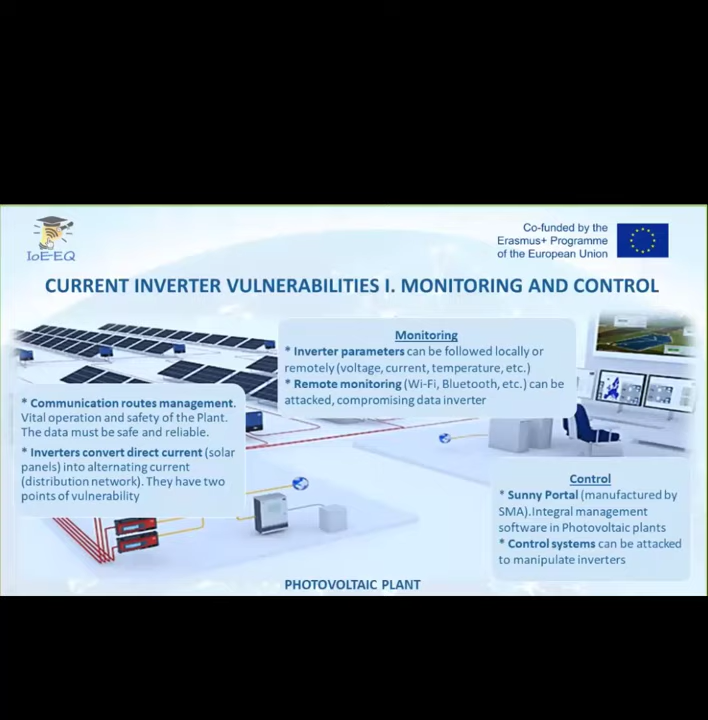 IoE-EQ
Co-funded by the
Erasmus+ Programme
of the European Union
CURRENT INVERTER VULNERABILITIES I. MONITORING AND CONTROL
Monitoring
* Inverter parameters can be followed locally or
remotely (voltage, current, temperature, etc.)
* Remote monitoring (Wi-Fi, Bluetooth, etc.) can be
attacked, compromising data inverter
* Communication routes management.
Vital operation and safety of the Plant.
The data must be safe and reliable.
* Inverters convert direct current (solar
panels) into alternating current
(distribution network). They have two
points of vulnerability
Control
* Sunny Portal (manufactured by
SMA).Integral management
software in Photovoltaic plants
* Control systems can be attacked
to manipulate inverters
PHOTOVOLTAIC PLANT